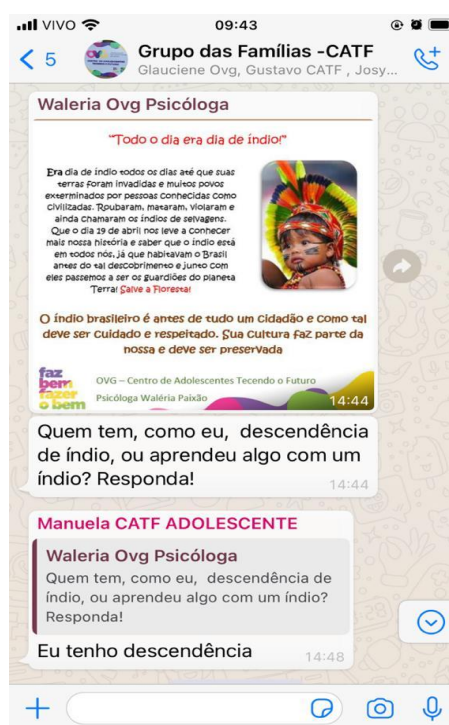 VIVO
09:43
5
Grupo das Famílias -CATF
Glauciene Ovg, Gustavo CATF , Josy...
Waleria Ovg Psicóloga
"Todo o dia era dia de índio!"
Era dia de índio todos os dias até que suas
terras foram invadidas e muitos povos
exterminados por pessoas conhecidas como
civilizadas. Roubaram, mataram, violaram e
ainda chamaram os índios de selvagens.
Que o dia 19 de abril nos leve a conhecer
mais nossa história e saber que o índio está
em todos nós, já que habitavam o Brasil
antes do tal descobrimento e junto com
eles passemos a ser os guardiões do planeta
Terra! Salve a Floresta!
O índio brasileiro é antes de tudo um cidadão e como tal
deve ser cuidado e respeitado. Sua cultura faz parte da
nossa e deve ser preservada
faz
bem
fazer
o bem
OVG – Centro de Adolescentes Tecendo o Futuro
Psicóloga Waléria Paixão
14:44
Quem tem, como eu, descendência
de índio, ou aprendeu algo com um
índio? Responda!
14:44
Manuela CATF ADOLESCENTE
Waleria Ovg Psicóloga
Quem tem, como eu, descendência de
índio, ou aprendeu algo com um índio?
Responda!
Eu tenho descendência
14:48